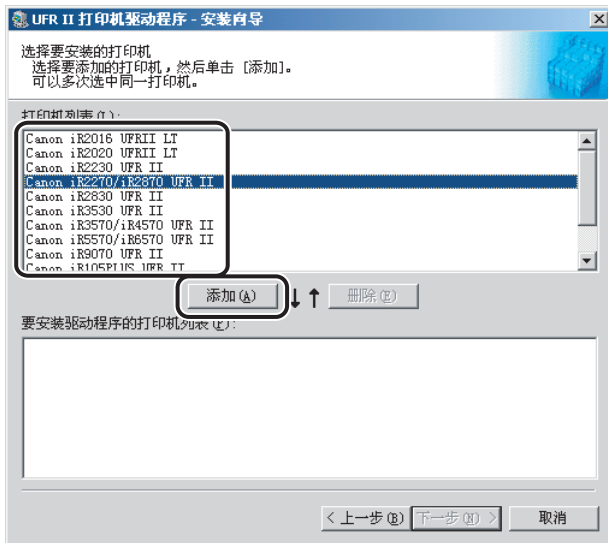 UFR II 打印机驱动程序 - 安装向导
选择要安装的打印机
选择要添加的打印机，然后单击 [添加]。
可以多次选中同一打印机。
打印机列表(L):
Canon iR2016 UFRII LT
Canon iR2020 UFRII LT
Canon iR2230 UFR II
Canon iR2270/iR2870 UFR II
Canon iR2830 UFR II
Canon iR3530 UFR II
Canon iR3570/iR4570 UFR II
Canon iR5570/iR6570 UFR II
Canon iR9070 UFR II
Canon iR105PLUS UFR II
添加(A) ↓↑ 删除(E)
要安装驱动程序的打印机列表(P):
< 上一步(B) 下一步(N) > 取消